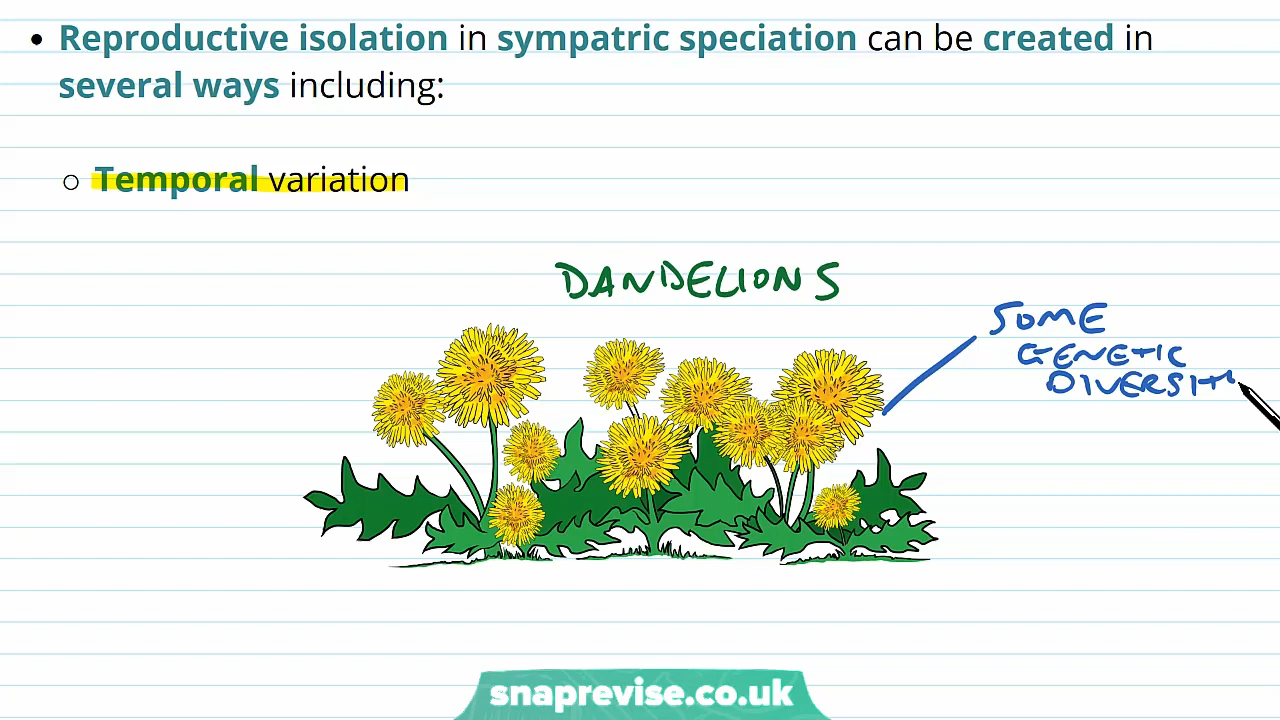 Reproductive isolation in sympatric speciation can be created in
several ways including:
Temporal variation
DANDELIONS
SOME
GENETIC
DIVERSITY
snaprevise.co.uk